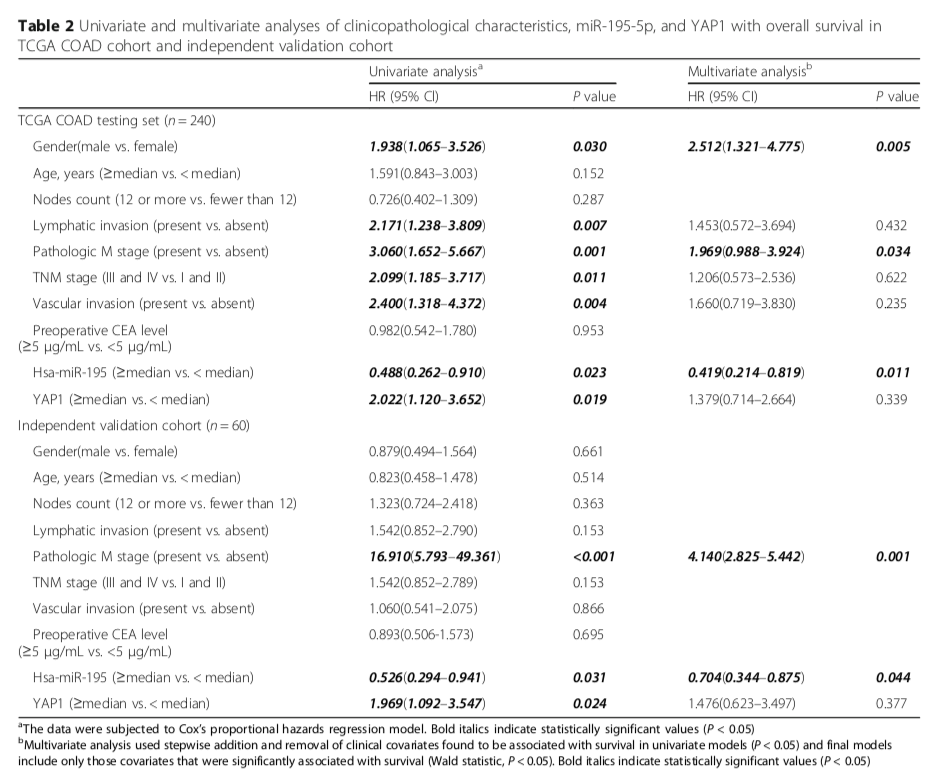 Table 2 Univariate and multivariate analyses of clinicopathological characteristics, miR-195-5p, and YAP1 with overall survival in
TCGA COAD cohort and independent validation cohort
Univariate analysisa Multivariate analysisb
HR (95% CI) P value HR (95% CI) P value
TCGA COAD testing set (n = 240)
Gender(male vs. female) 1.938(1.065–3.526) 0.030 2.512(1.321–4.775) 0.005
Age, years (≥median vs. < median) 1.591(0.843–3.003) 0.152
Nodes count (12 or more vs. fewer than 12) 0.726(0.402–1.309) 0.287
Lymphatic invasion (present vs. absent) 2.171(1.238–3.809) 0.007 1.453(0.572–3.694) 0.432
Pathologic M stage (present vs. absent) 3.060(1.652–5.667) 0.001 1.969(0.988–3.924) 0.034
TNM stage (III and IV vs. I and II) 2.099(1.185–3.717) 0.011 1.206(0.573–2.536) 0.622
Vascular invasion (present vs. absent) 2.400(1.318–4.372) 0.004 1.660(0.719–3.830) 0.235
Preoperative CEA level 0.982(0.542–1.780) 0.953
(≥5 μg/mL vs. <5 μg/mL)
Hsa-miR-195 (≥median vs. < median) 0.488(0.262–0.910) 0.023 0.419(0.214–0.819) 0.011
YAP1 (≥median vs. < median) 2.022(1.120–3.652) 0.019 1.379(0.714–2.664) 0.339
Independent validation cohort (n = 60)
Gender(male vs. female) 0.879(0.494–1.564) 0.661
Age, years (≥median vs. < median) 0.823(0.458–1.478) 0.514
Nodes count (12 or more vs. fewer than 12) 1.323(0.724–2.418) 0.363
Lymphatic invasion (present vs. absent) 1.542(0.852–2.790) 0.153
Pathologic M stage (present vs. absent) 16.910(5.793–49.361) <0.001 4.140(2.825–5.442) 0.001
TNM stage (III and IV vs. I and II) 1.542(0.852–2.789) 0.153
Vascular invasion (present vs. absent) 1.060(0.541–2.075) 0.866
Preoperative CEA level 0.893(0.506-1.573) 0.695
(≥5 μg/mL vs. <5 μg/mL)
Hsa-miR-195 (≥median vs. < median) 0.526(0.294–0.941) 0.031 0.704(0.344–0.875) 0.044
YAP1 (≥median vs. < median) 1.969(1.092–3.547) 0.024 1.476(0.623–3.497) 0.377
aThe data were subjected to Cox's proportional hazards regression model. Bold italics indicate statistically significant values (P < 0.05)
bMultivariate analysis used stepwise addition and removal of clinical covariates found to be associated with survival in univariate models (P < 0.05) and final models
include only those covariates that were significantly associated with survival (Wald statistic, P < 0.05). Bold italics indicate statistically significant values (P < 0.05)